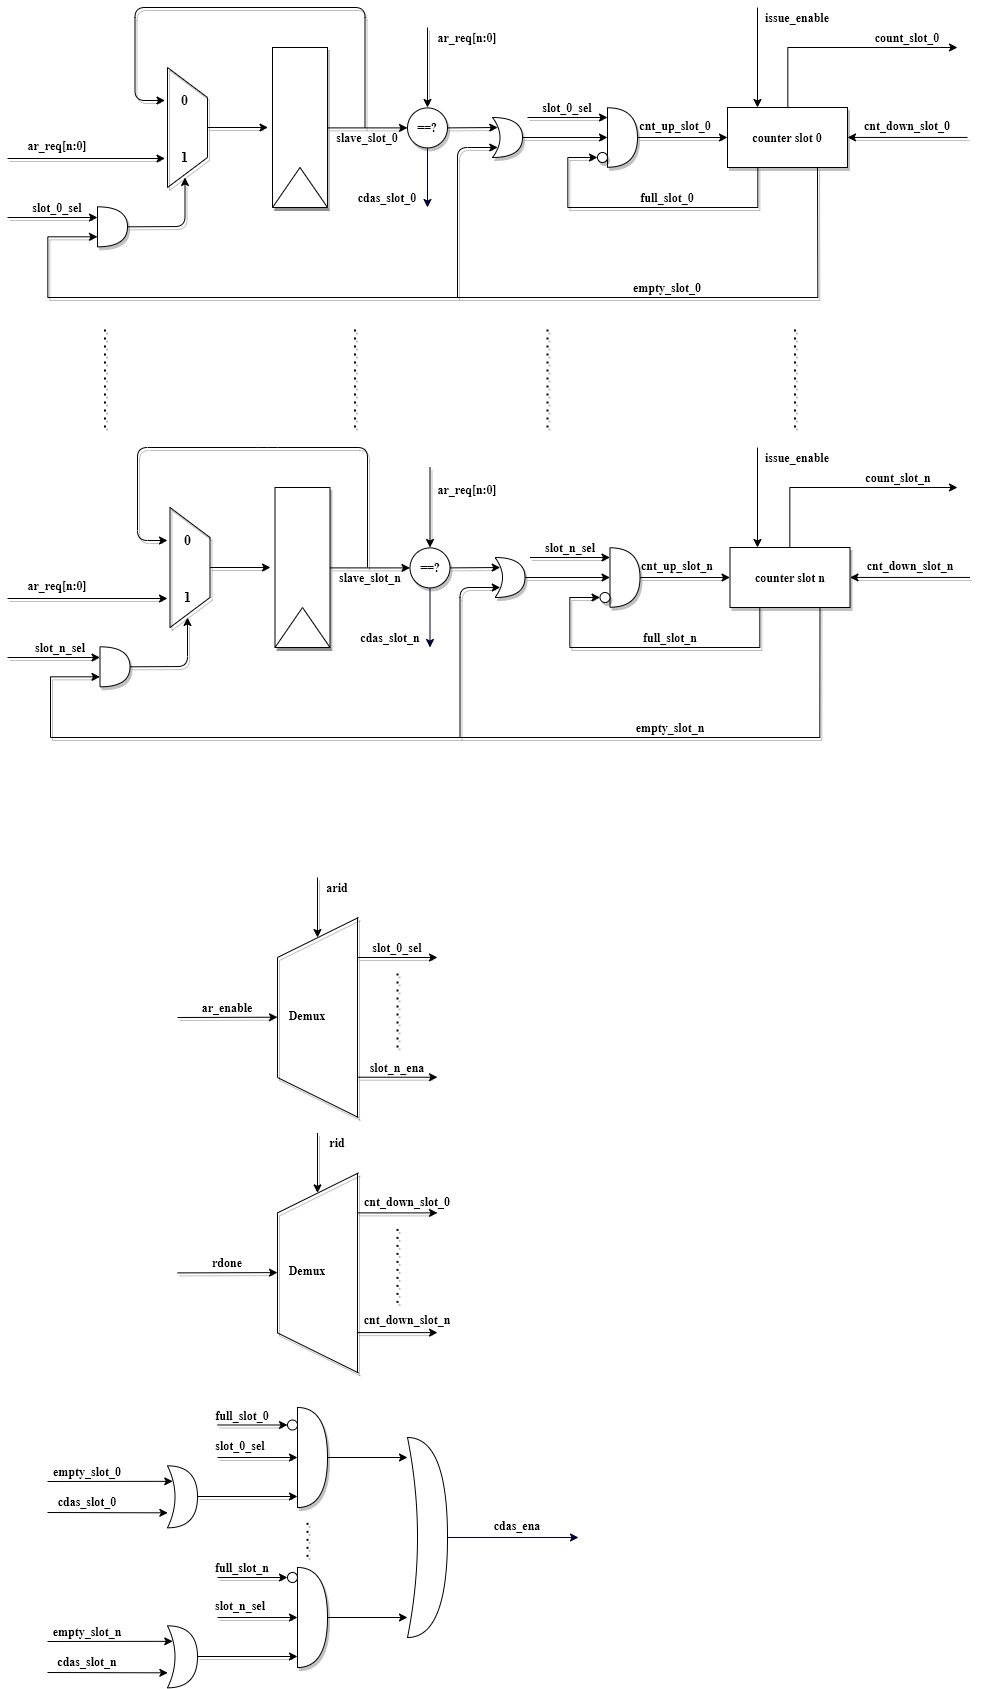 issue_enable
ar_req[n:0]
count_slot_0
0
slot_0_sel
cnt_up_slot_0
cnt_down_slot_0
==?
slave_slot_0
counter slot 0
ar_req[n:0]
1
cdas_slot_0
full_slot_0
slot_0_sel
empty_slot_0
issue_enable
count_slot_n
ar_req[n:0]
0
slot_n_sel
cnt_up_slot_n
cnt_down_slot_n
==?
slave_slot_n
counter slot n
ar_req[n:0]
1
cdas_slot_n
full_slot_n
slot_n_sel
empty_slot_n
arid
slot_0_sel
ar_enable
Demux
slot_n_ena
rid
cnt_down_slot_0
rdone
Demux
cnt_down_slot_n
full_slot_0
slot_0_sel
empty_slot_0
cdas_slot_0
cdas_ena
full_slot_n
slot_n_sel
empty_slot_n
cdas_slot_n